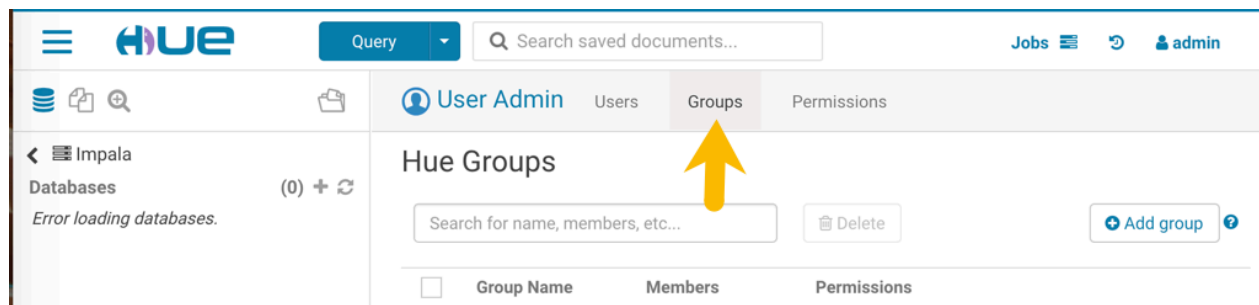 HUE Query Search saved documents... Jobs admin
User Admin Users Groups Permissions
Impala
Databases (0)
Error loading databases.
Hue Groups
Search for name, members, etc... Delete Add group
Group Name Members Permissions